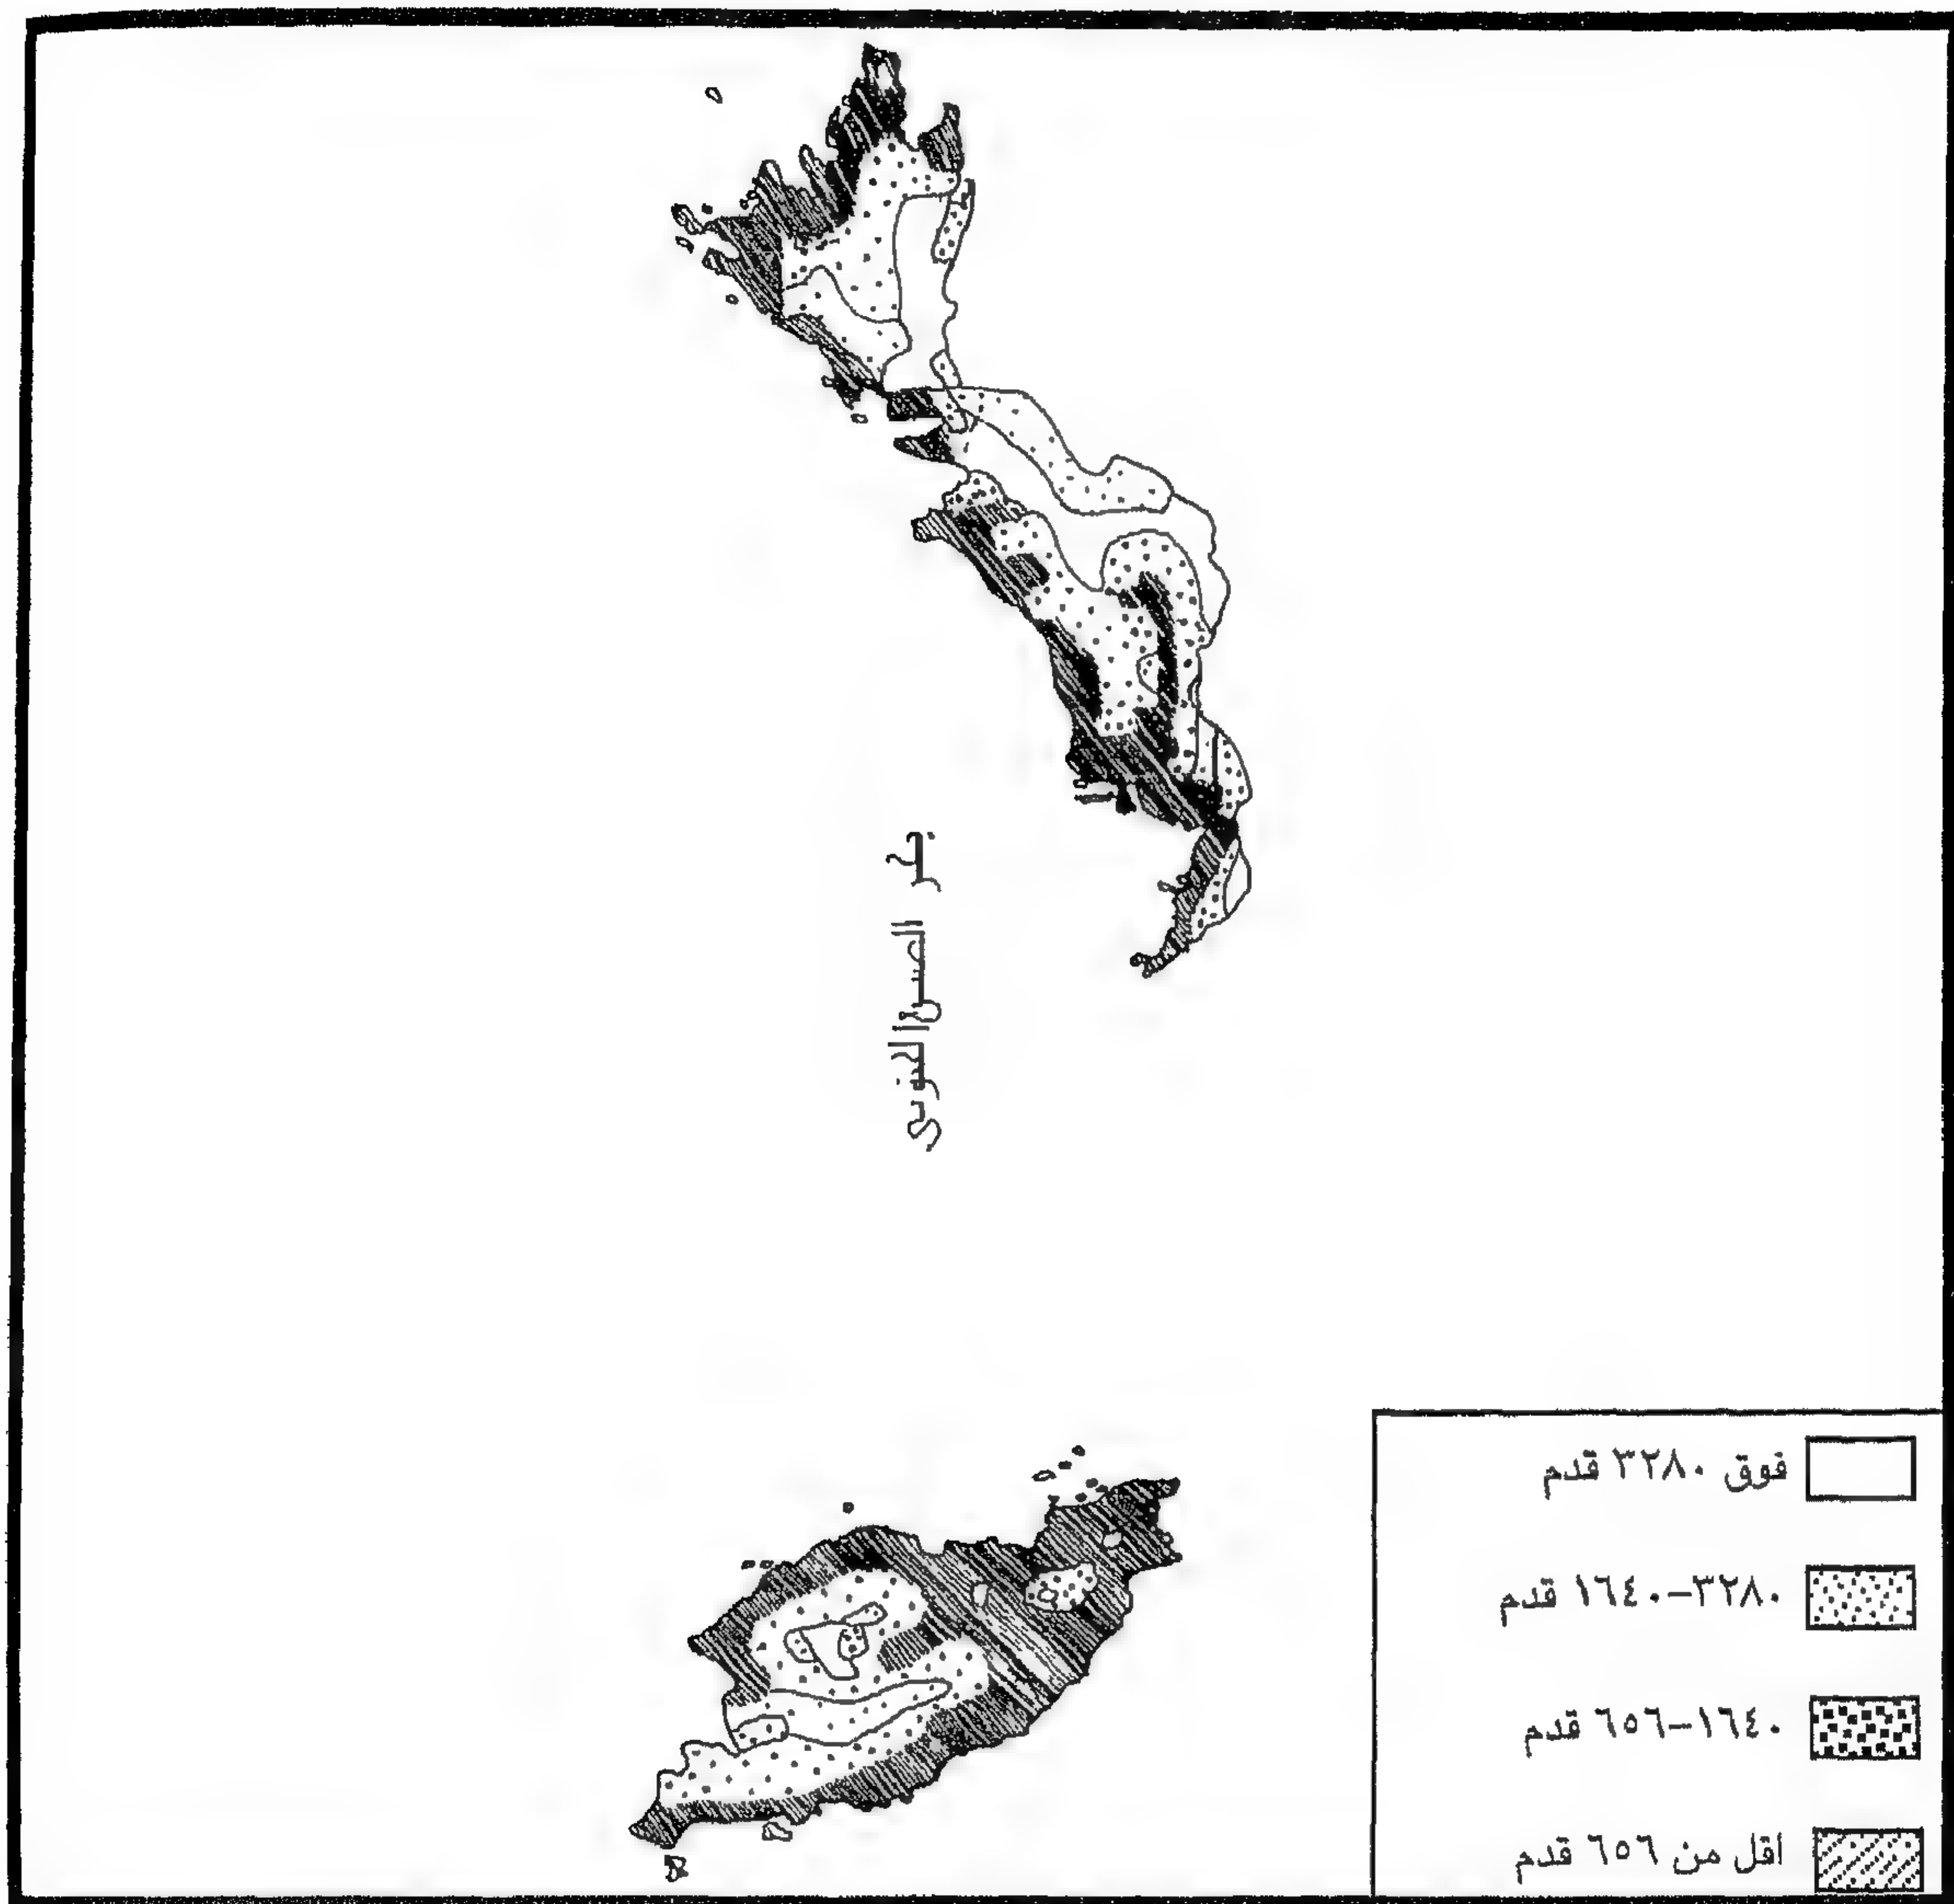 بحر الصين الجنوبي
فوق ٣٢٨٠ قدم
٣٢٨٠-١٦٤٠ قدم
١٦٤٠-٦٥٦ قدم
اقل من ٦٥٦ قدم